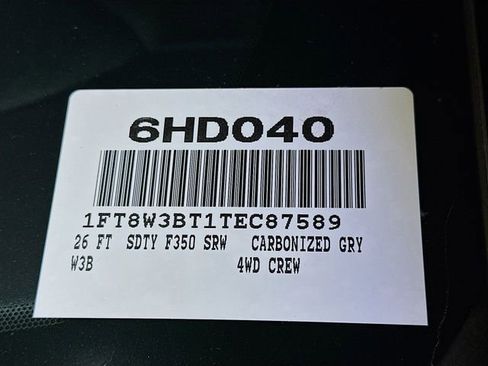 6HD040
1FT8W3BT1TEC87589
26 FT SDTY F350 SRW CARBONIZED GRY
W3B 4WD CREW